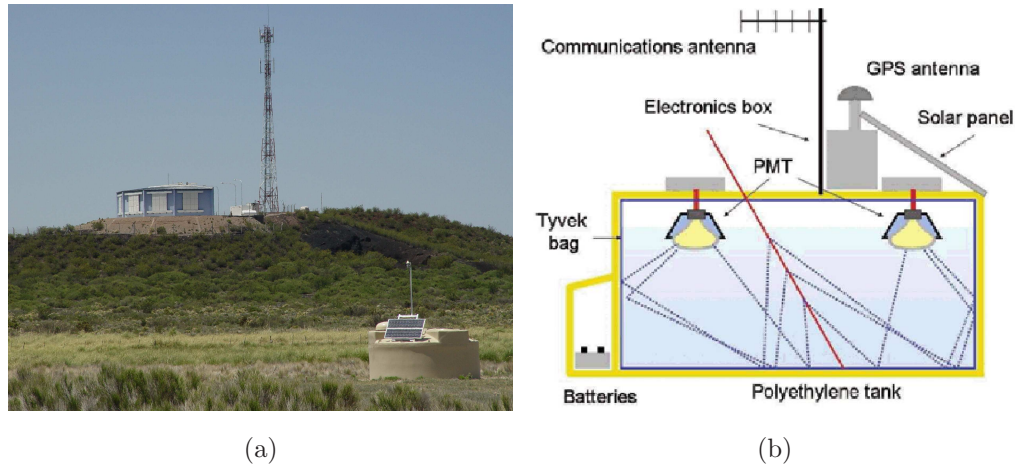 Communications antenna
GPS antenna
Electronics box
Solar panel
PMT
Tyvek
bag
Batteries
Polyethylene tank
(a)
(b)